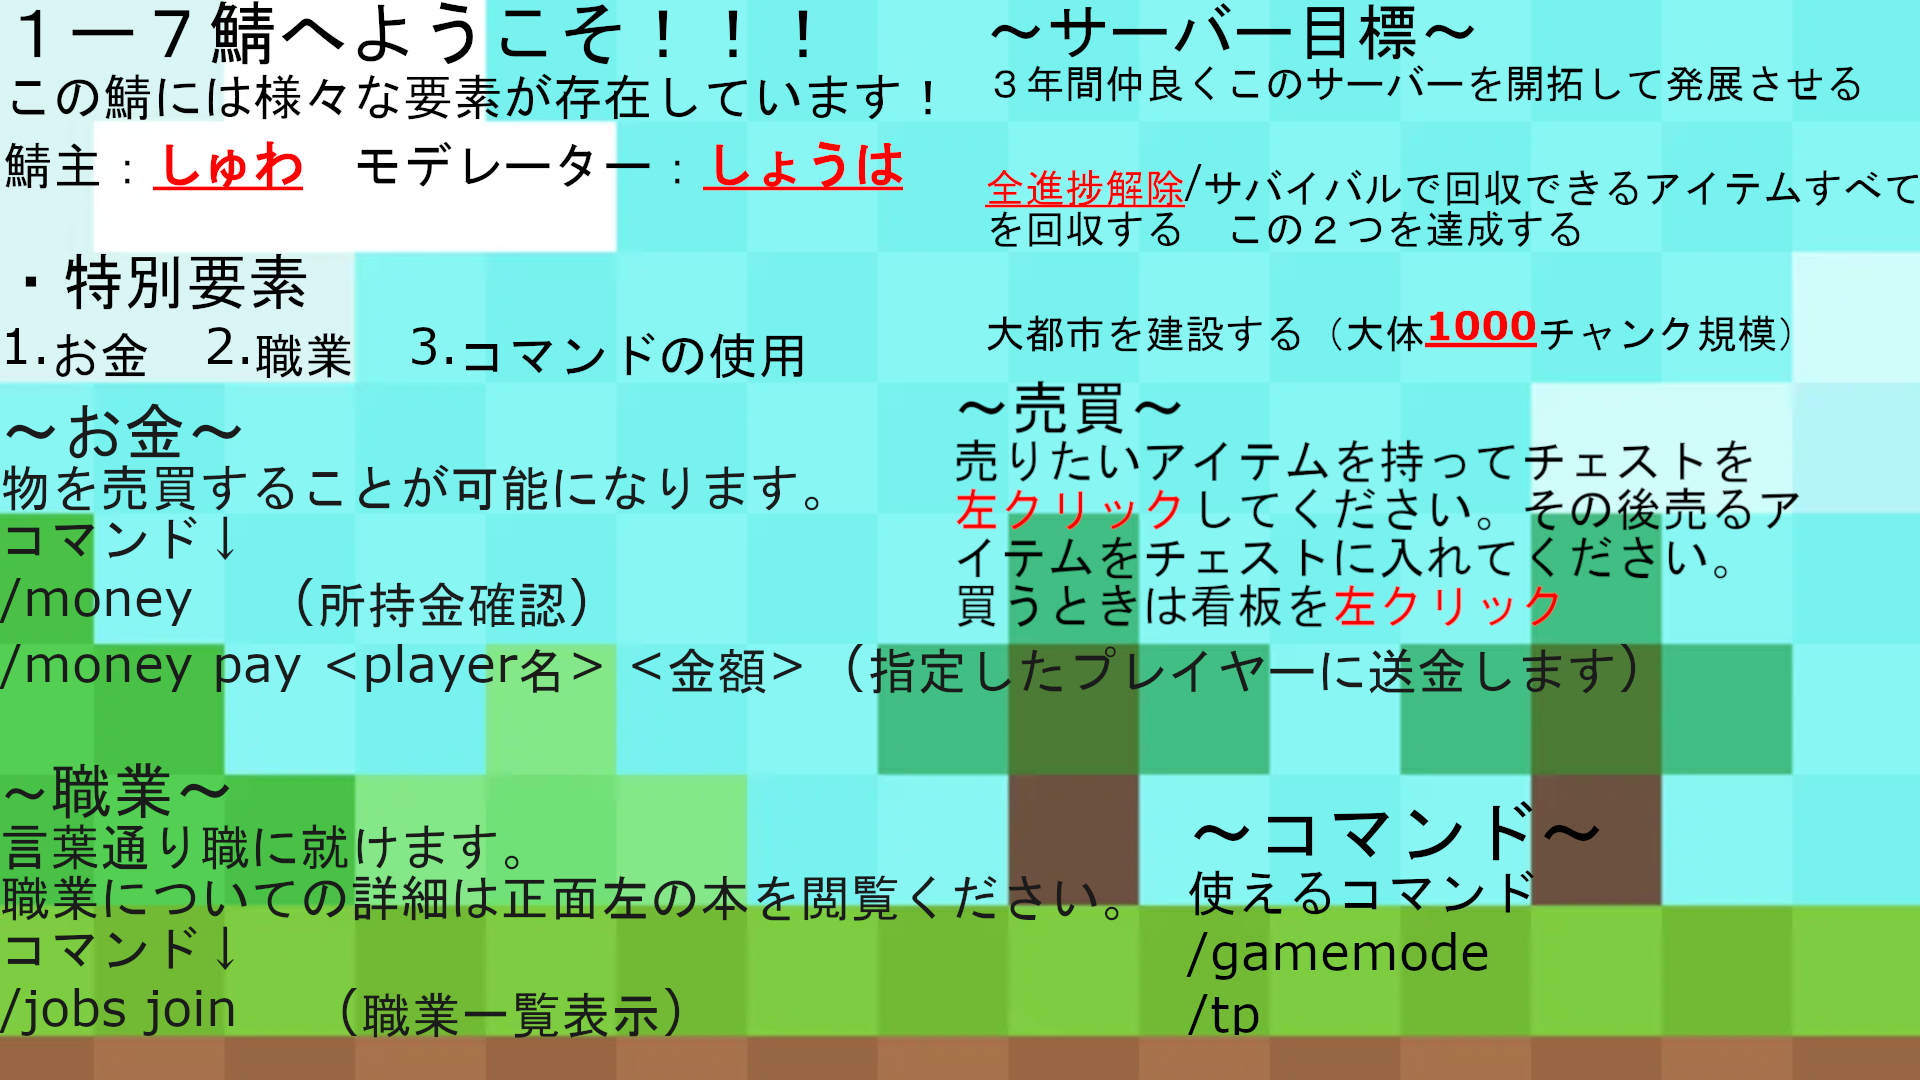 １ー７鯖へようこそ！！！
この鯖には様々な要素が存在しています！
鯖主：しゅわ　モデレーター：しょうは
・特別要素
1.お金　2.職業　3.コマンドの使用
～お金～
物を売買することが可能になります。
コマンド↓
/money　（所持金確認）
/money pay <player名> <金額>（指定したプレイヤーに送金します）
～職業～
言葉通り職に就けます。
職業についての詳細は正面左の本を閲覧ください。
コマンド↓
/jobs join　（職業一覧表示）
～サーバー目標～
３年間仲良くこのサーバーを開拓して発展させる
全進捗解除/サバイバルで回収できるアイテムすべて
を回収する　この２つを達成する
大都市を建設する（大体1000チャンク規模）
～売買～
売りたいアイテムを持ってチェストを
左クリックしてください。その後売るア
イテムをチェストに入れてください。
買うときは看板を左クリック
～コマンド～
使えるコマンド
/gamemode
/tp